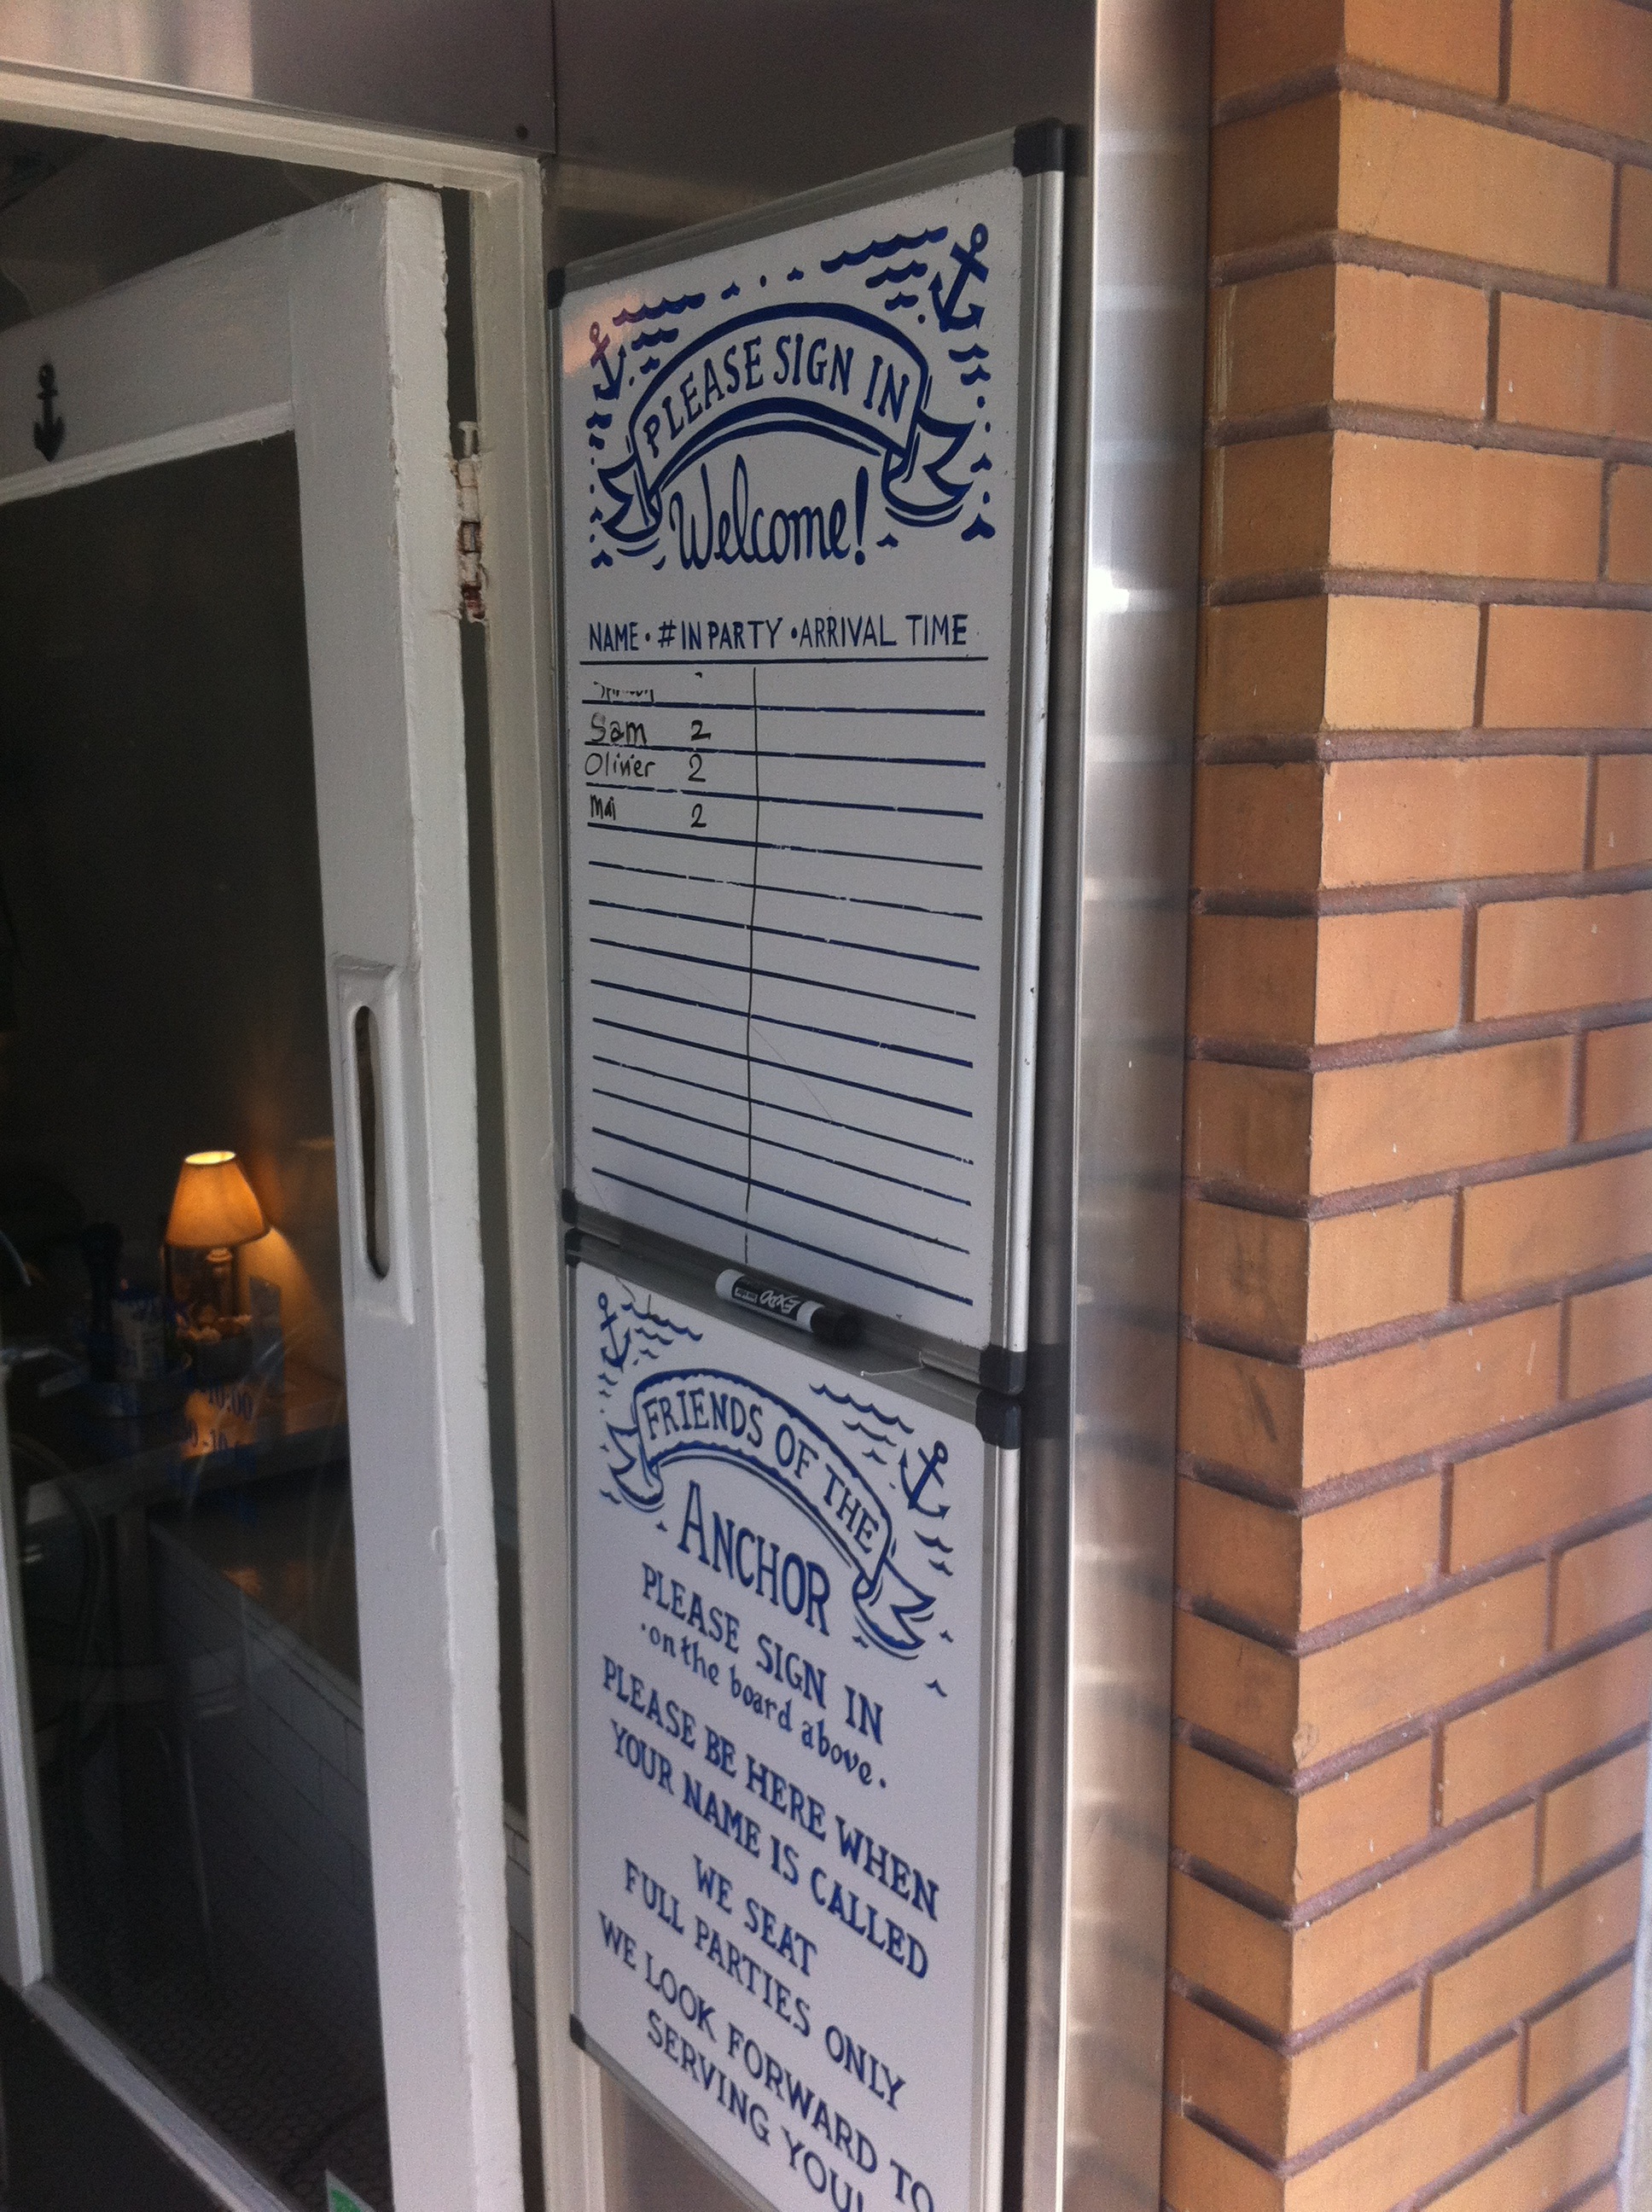 PLEASE SIGN IN
Welcome!
NAME · # IN PARTY · ARRIVAL TIME
Sam 2
Olivier 2
Mai 2
EXPO
FRIENDS OF THE
ANCHOR
PLEASE SIGN IN
·on the board above.·
PLEASE BE HERE WHEN
YOUR NAME IS CALLED
WE SEAT
FULL PARTIES ONLY
WE LOOK FORWARD TO
SERVING YOU!